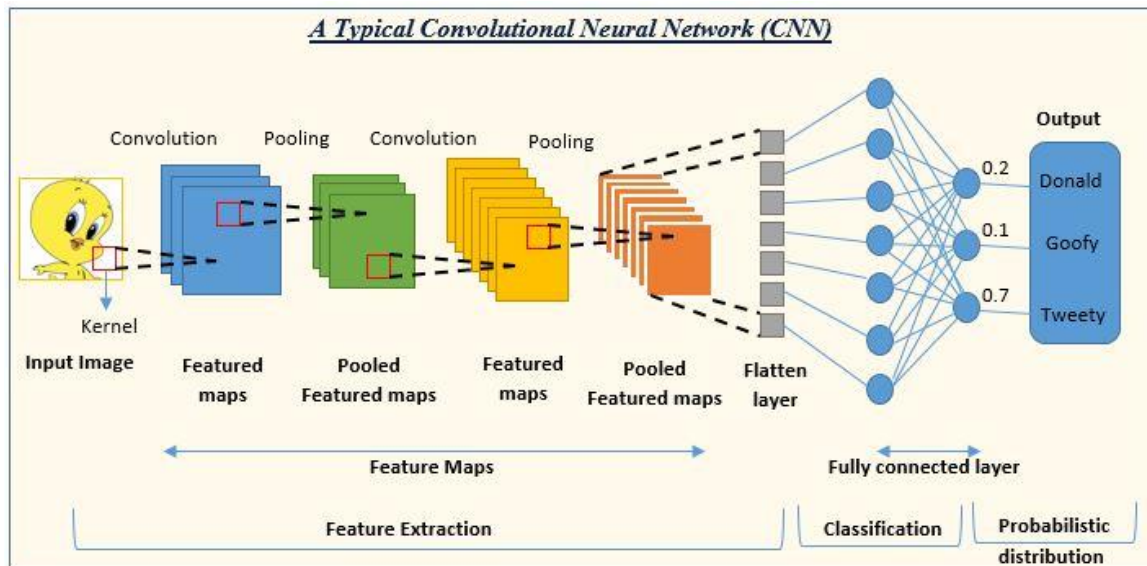 A Typical Convolutional Neural Network (CNN)
Convolution
Pooling
Convolution
Pooling
Output
0.2
Donald
0.1
Goofy
0.7
Tweety
Kernel
Input Image
Featured
maps
Pooled
Featured maps
Featured
maps
Pooled
Featured maps
Flatten
layer
Feature Maps
Fully connected layer
Feature Extraction
Classification
Probabilistic
distribution